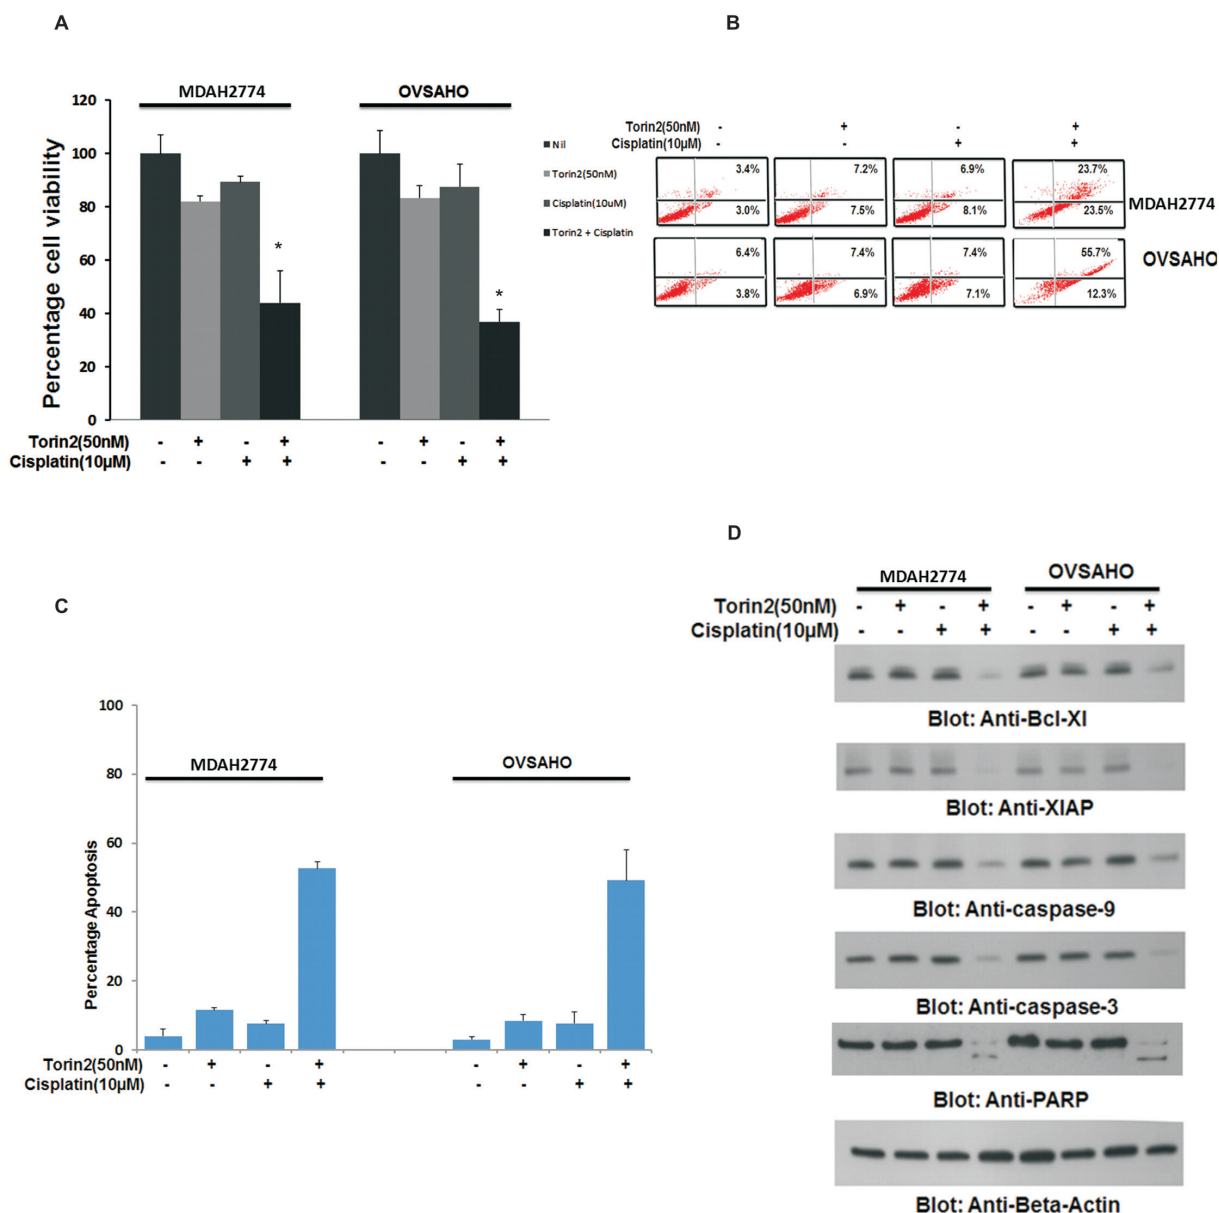 A
MDAH2774
OVSAHO
120
100
80
60
40
20
0
Percentage cell viability
*
*
Nil
Torin2(50nM)
Cisplatin(10uM)
Torin2 + Cisplatin
Torin2(50nM) - + - + - + - +
Cisplatin(10µM) - - + + - - + +
B
Torin2(50nM) - + - +
Cisplatin(10µM) - - + +
3.4% 7.2% 6.9% 23.7%
3.0% 7.5% 8.1% 23.5%
MDAH2774
6.4% 7.4% 7.4% 55.7%
3.8% 6.9% 7.1% 12.3%
OVSAHO
C
100
80
60
40
20
0
Percentage Apoptosis
MDAH2774
OVSAHO
Torin2(50nM) - + - + - + - +
Cisplatin(10µM) - - + + - - + +
D
MDAH2774
OVSAHO
Torin2(50nM) - + - + - + - +
Cisplatin(10µM) - - + + - - + +
Blot: Anti-Bcl-Xl
Blot: Anti-XIAP
Blot: Anti-caspase-9
Blot: Anti-caspase-3
Blot: Anti-PARP
Blot: Anti-Beta-Actin